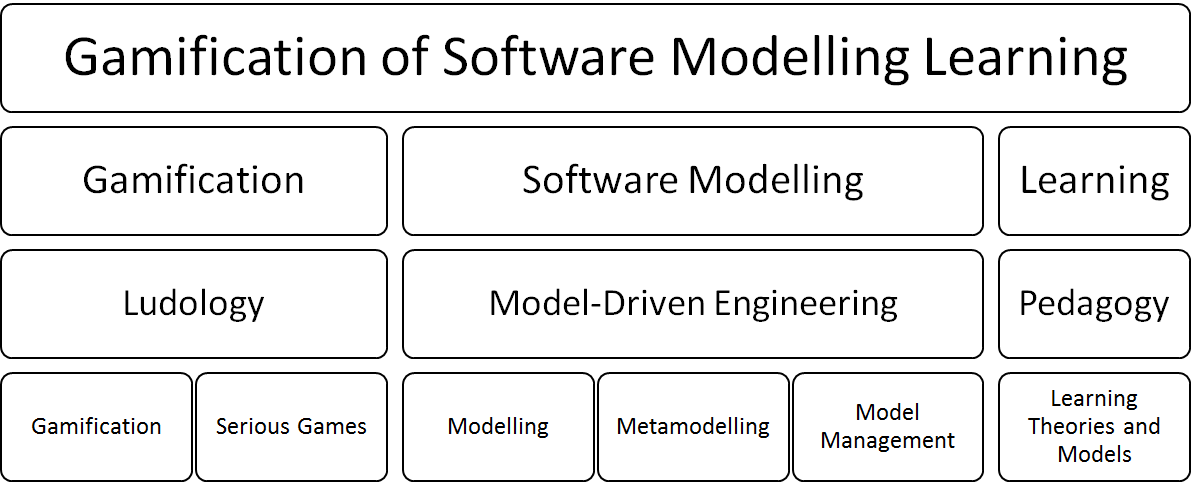 Gamification of Software Modelling Learning
Gamification
Software Modelling
Learning
Ludology
Model-Driven Engineering
Pedagogy
Gamification
Serious Games
Modelling
Metamodelling
Model
Management
Learning
Theories and
Models